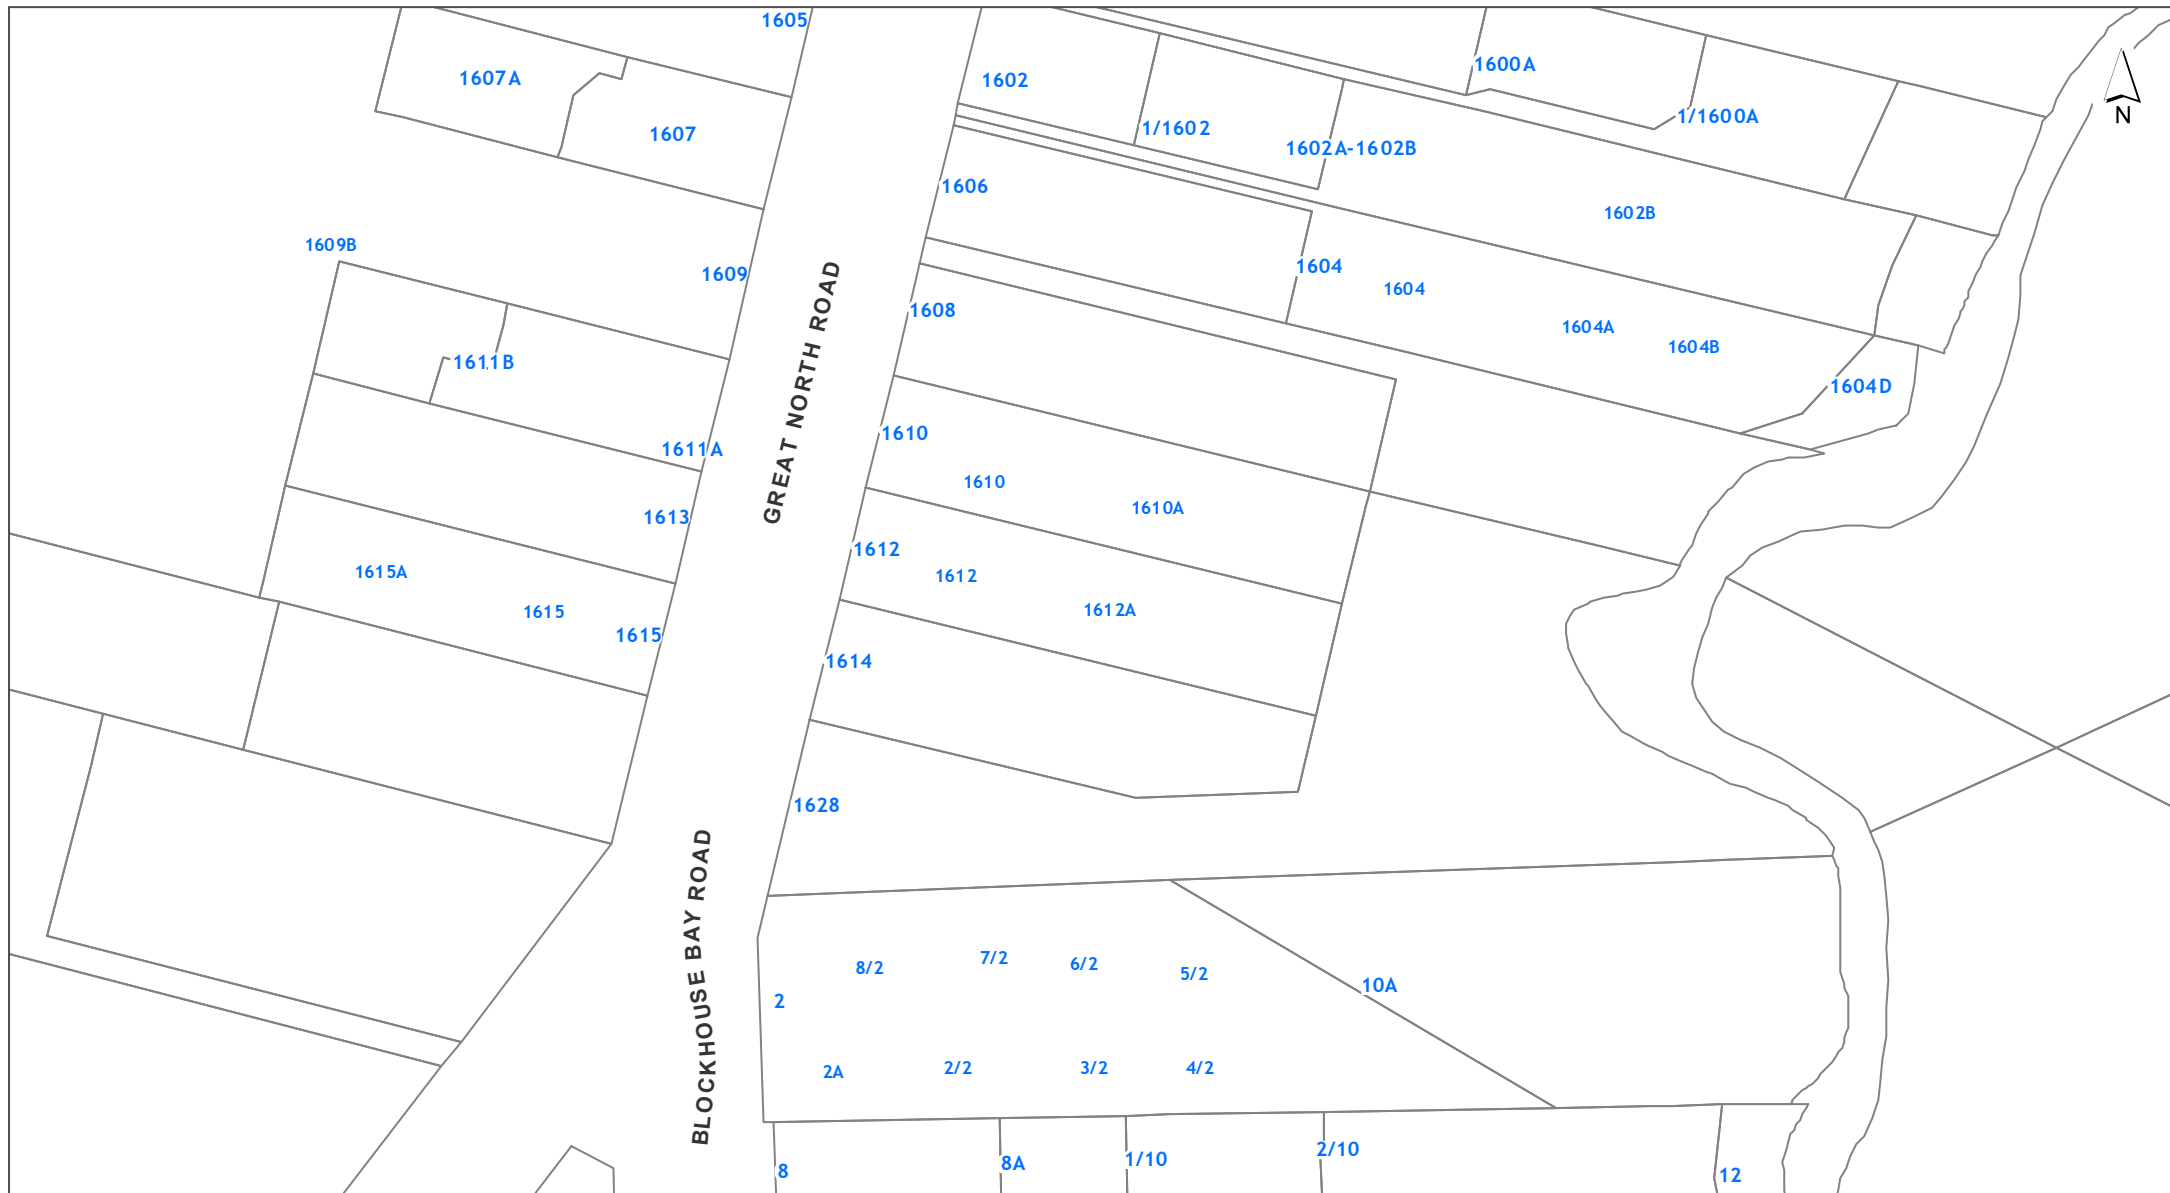 1605
1607A
1607
1602
1/1602
1602A-1602B
1600A
1/1600A
N
1606
1602B
1609B
1609
1604
1604
1608
1604A
1604B
1604D
1611B
1611A
1610
1610
1610A
GREAT NORTH ROAD
1613
1612
1612
1612A
1615A
1615
1615
1614
1628
BLOCKHOUSE BAY ROAD
8/2
7/2
6/2
5/2
10A
2
2A
2/2
3/2
4/2
8
8A
1/10
2/10
12